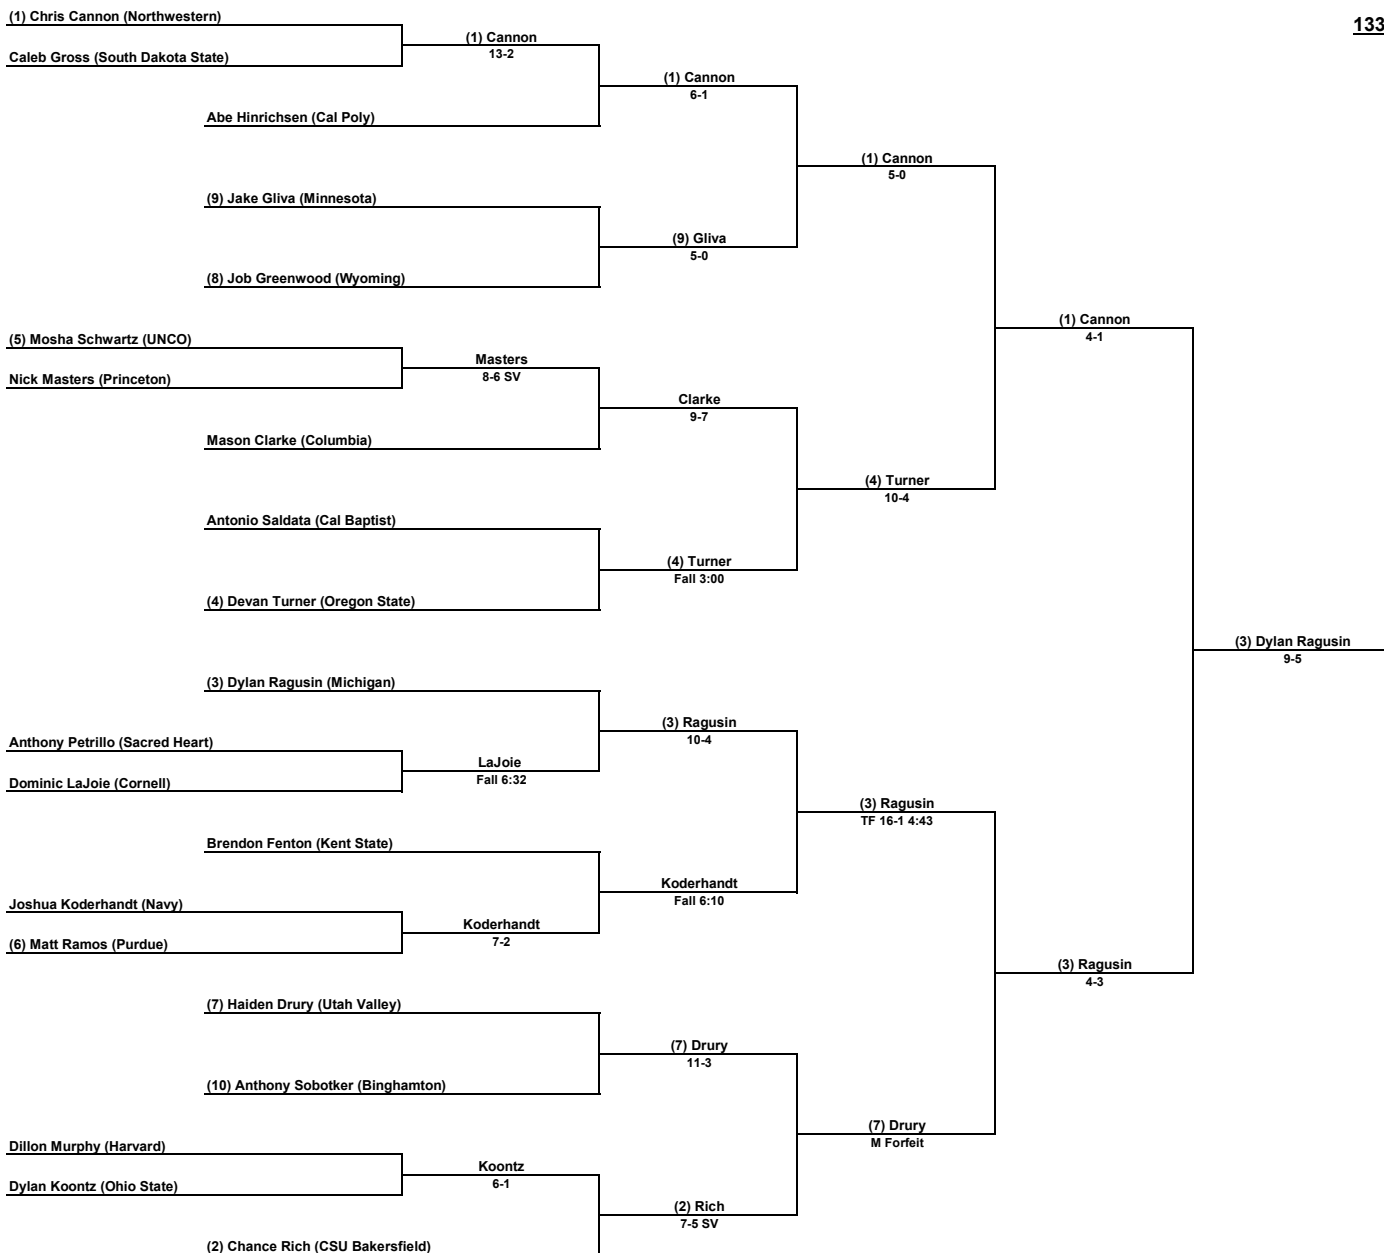 (1) Chris Cannon (Northwestern)
133
(1) Cannon
13-2
Caleb Gross (South Dakota State)
(1) Cannon
6-1
Abe Hinrichsen (Cal Poly)
(1) Cannon
5-0
(9) Jake Gliva (Minnesota)
(9) Gliva
5-0
(8) Job Greenwood (Wyoming)
(1) Cannon
4-1
(5) Mosha Schwartz (UNCO)
Masters
8-6 SV
Nick Masters (Princeton)
Clarke
9-7
Mason Clarke (Columbia)
(4) Turner
10-4
Antonio Saldata (Cal Baptist)
(4) Turner
Fall 3:00
(4) Devan Turner (Oregon State)
(3) Dylan Ragusin
9-5
(3) Dylan Ragusin (Michigan)
(3) Ragusin
10-4
Anthony Petrillo (Sacred Heart)
LaJoie
Fall 6:32
Dominic LaJoie (Cornell)
(3) Ragusin
TF 16-1 4:43
Brendon Fenton (Kent State)
Koderhandt
Fall 6:10
Joshua Koderhandt (Navy)
Koderhandt
7-2
(6) Matt Ramos (Purdue)
(3) Ragusin
4-3
(7) Haiden Drury (Utah Valley)
(7) Drury
11-3
(10) Anthony Sobotker (Binghamton)
(7) Drury
M Forfeit
Dillon Murphy (Harvard)
Koontz
6-1
Dylan Koontz (Ohio State)
(2) Rich
7-5 SV
(2) Chance Rich (CSU Bakersfield)